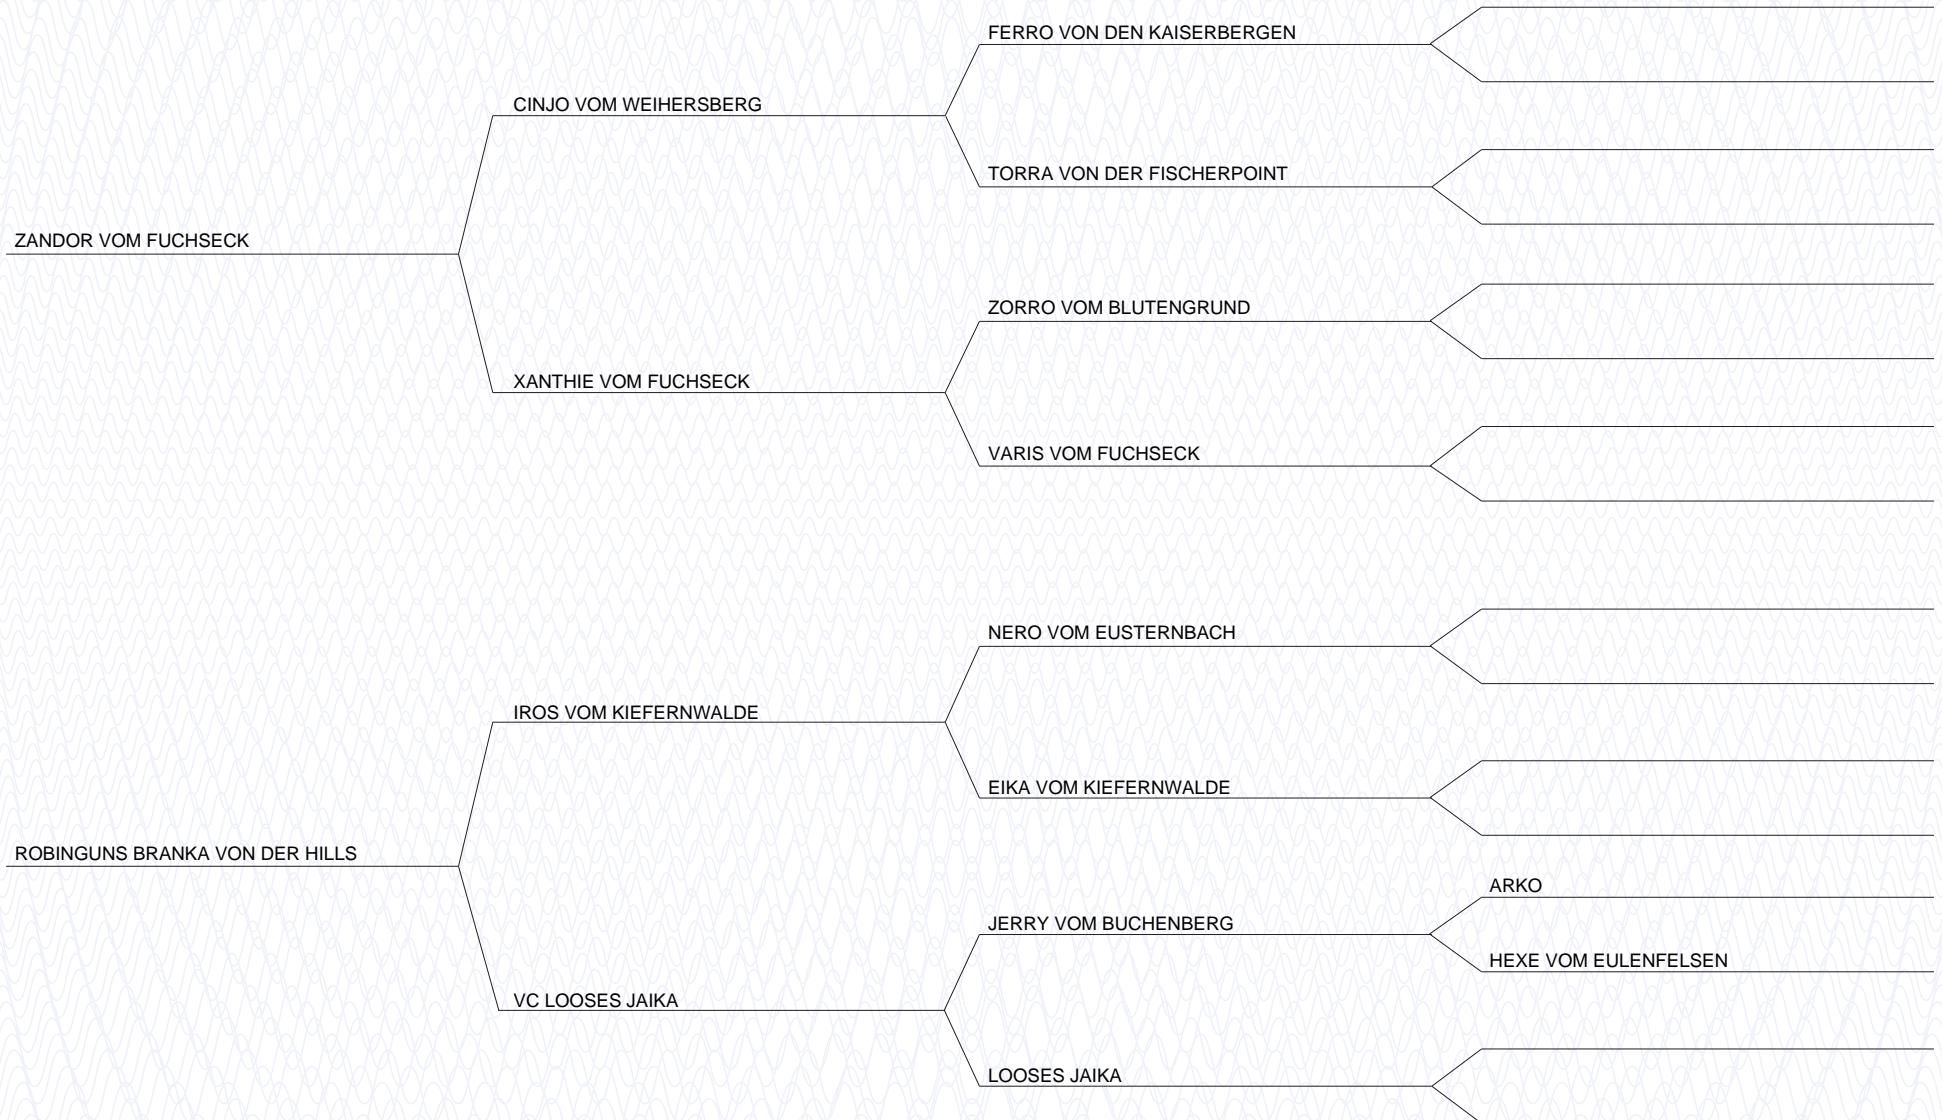 FERRO VON DEN KAISERBERGEN
CINJO VOM WEIHERSBERG
TORRA VON DER FISCHERPOINT
ZANDOR VOM FUCHSECK
ZORRO VOM BLUTENGRUND
XANTHIE VOM FUCHSECK
VARIS VOM FUCHSECK
NERO VOM EUSTERNBACH
IROS VOM KIEFERNWALDE
EIKA VOM KIEFERNWALDE
ROBINGUNS BRANKA VON DER HILLS
ARKO
JERRY VOM BUCHENBERG
HEXE VOM EULENFELSEN
VC LOOSES JAIKA
LOOSES JAIKA